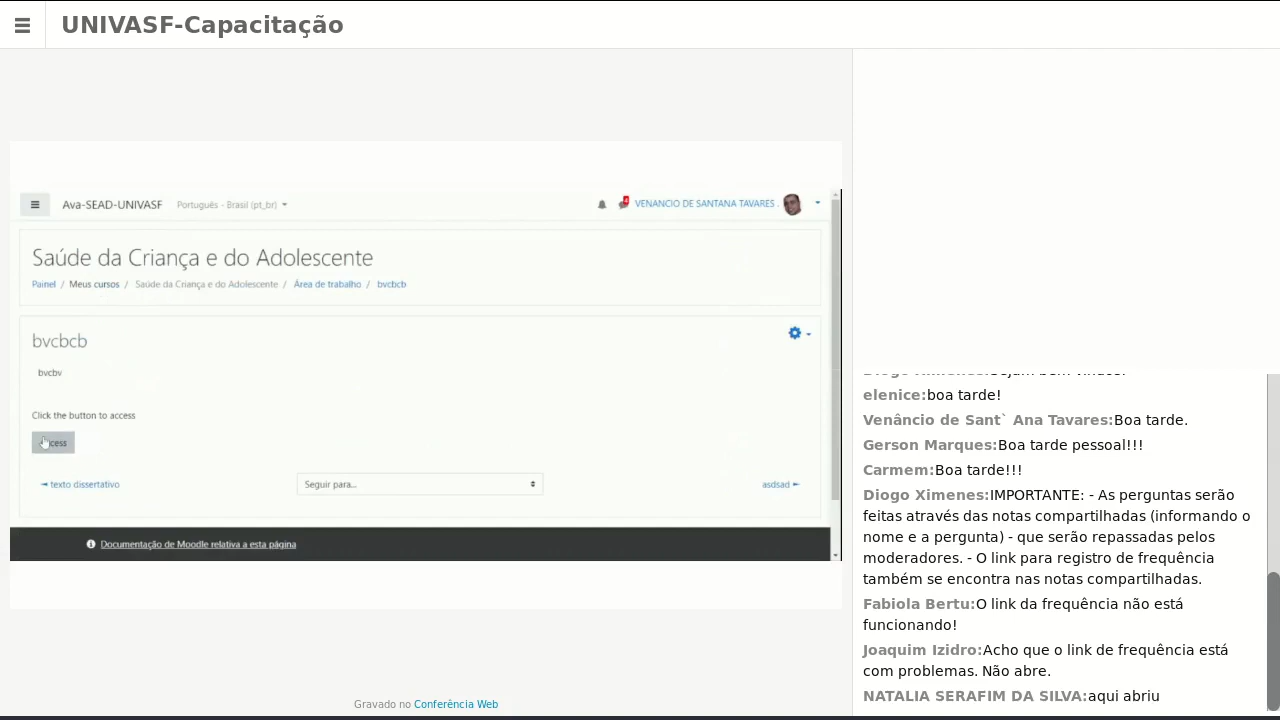 UNIVASF-Capacitação
Ava-SEAD-UNIVASF
Português - Brasil (pt_br)
VENANCIO DE SANTANA TAVARES .
Saúde da Criança e do Adolescente
Painel / Meus cursos / Saúde da Criança e do Adolescente / Área de trabalho / bvcbcb
bvcbcb
bvcbv
Click the button to access
◄ texto dissertativo
Seguir para...
asdsad ►
Documentação de Moodle relativa a esta página
Gravado no Conferência Web
elenice:boa tarde!
Venâncio de Sant` Ana Tavares:Boa tarde.
Gerson Marques:Boa tarde pessoal!!!
Carmem:Boa tarde!!!
Diogo Ximenes:IMPORTANTE: - As perguntas serão
feitas através das notas compartilhadas (informando o
nome e a pergunta) - que serão repassadas pelos
moderadores. - O link para registro de frequência
também se encontra nas notas compartilhadas.
Fabiola Bertu:O link da frequência não está
funcionando!
Joaquim Izidro:Acho que o link de frequência está
com problemas. Não abre.
NATALIA SERAFIM DA SILVA:aqui abriu